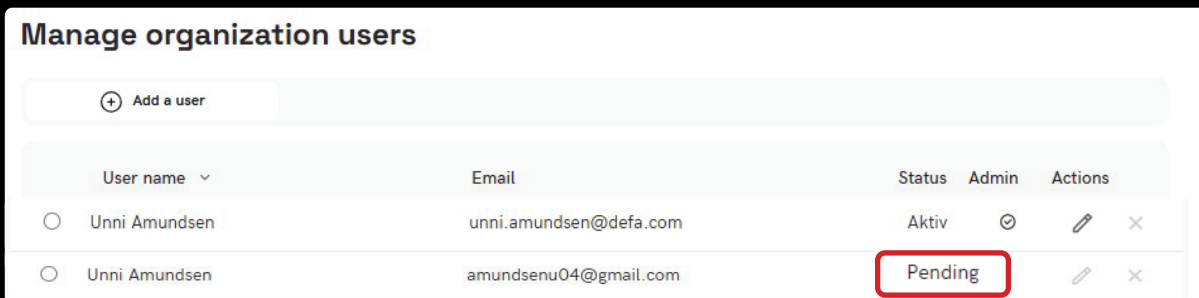 Manage organization users
Add a user
User name Email Status Admin Actions
Unni Amundsen unni.amundsen@defa.com Aktiv
Unni Amundsen amundsenu04@gmail.com Pending